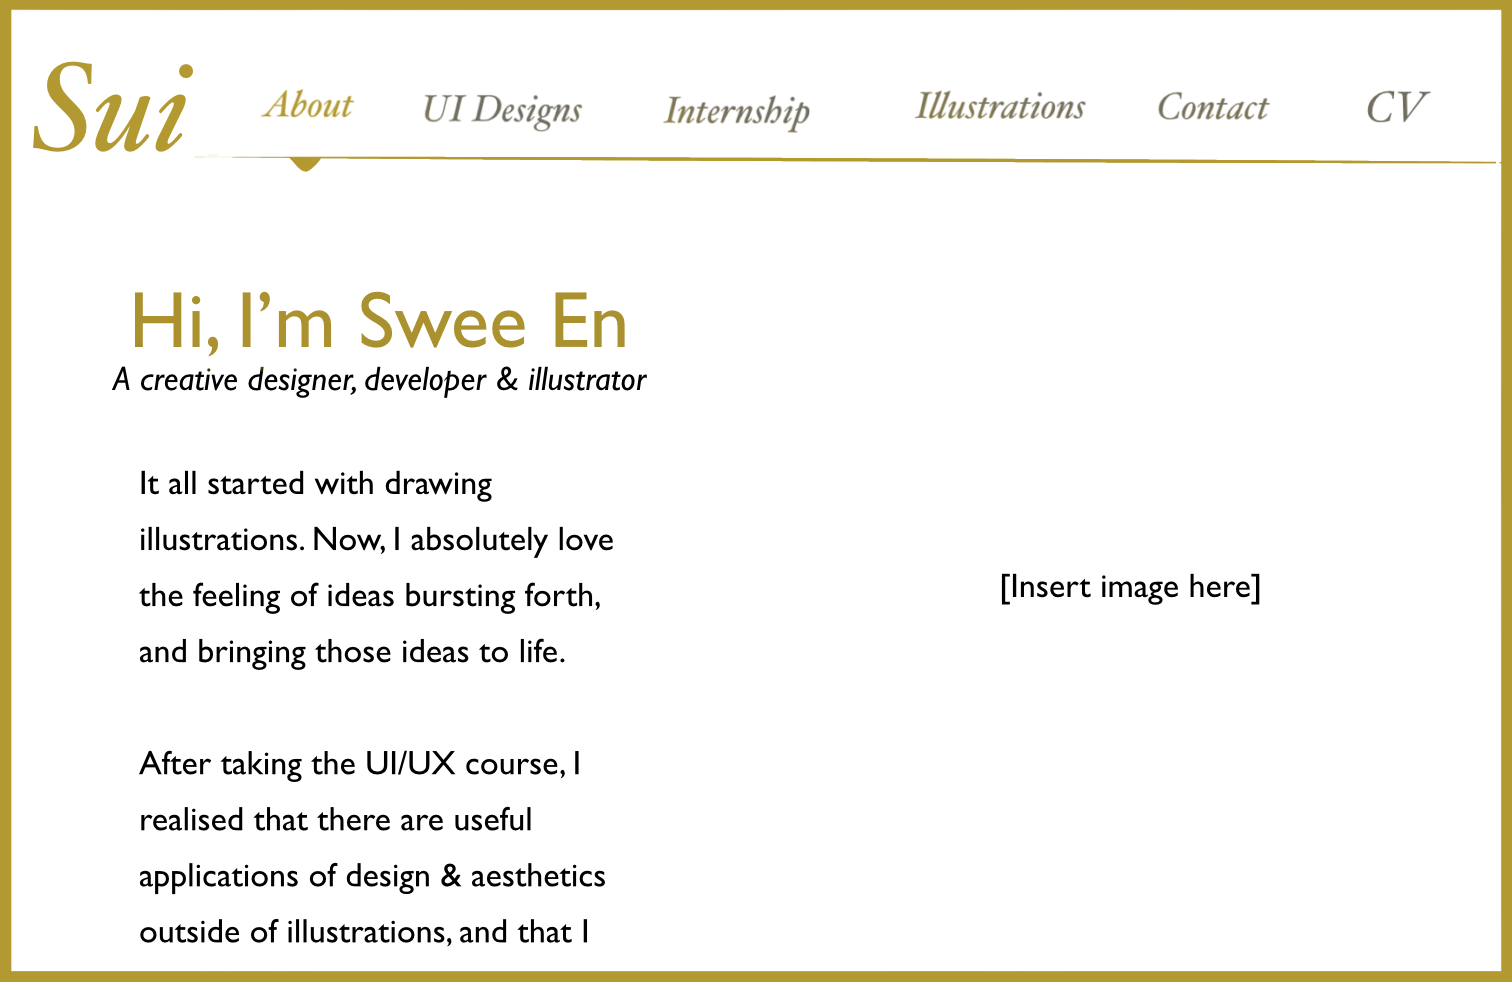 Sui
About UI Designs Internship Illustrations Contact CV
Hi, I’m Swee En
A creative designer, developer & illustrator
It all started with drawing
illustrations. Now, I absolutely love
the feeling of ideas bursting forth,
and bringing those ideas to life.
[Insert image here]
After taking the UI/UX course, I
realised that there are useful
applications of design & aesthetics
outside of illustrations, and that I